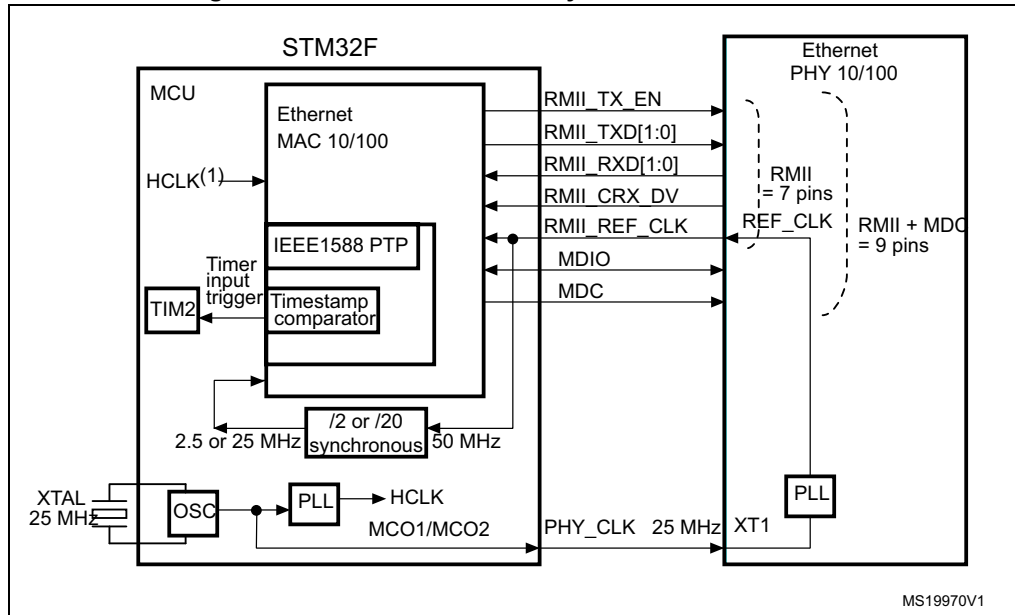 STM32F
MCU
Ethernet
MAC 10/100
HCLK(1)
IEEE1588 PTP
Timer
input
trigger
TIM2
Timestamp
comparator
/2 or /20
synchronous
2.5 or 25 MHz
50 MHz
XTAL
25 MHz
OSC
PLL
HCLK
MCO1/MCO2
RMII_TX_EN
RMII_TXD[1:0]
RMII_RXD[1:0]
RMII_CRX_DV
RMII_REF_CLK
MDIO
MDC
PHY_CLK 25 MHz
Ethernet
PHY 10/100
RMII
= 7 pins
REF_CLK
RMII + MDC
= 9 pins
PLL
XT1
MS19970V1